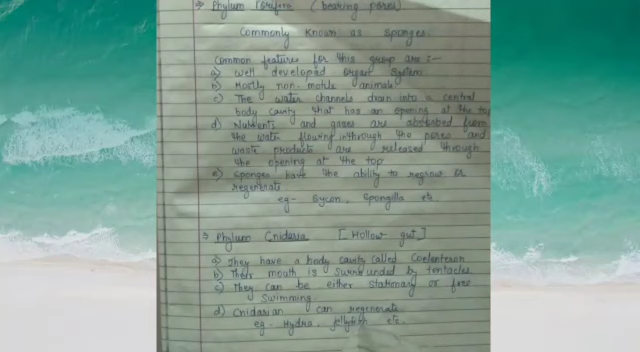 → Phylum Porifera (bearing pores)
Commonly Known as Sponges.
Common features for this group are :-
a) Well developed organ system
b) Mostly non-motile animals
c) The water channels drain into a central
body cavity that has an opening at the top
d) Nutrients and gases are absorbed from
the water flowing inthrough the pores and
waste products are released through
the opening at the top
e) Sponges have the ability to regrow or
regenerate
eg- Sycon, Spongilla etc
→ Phylum Cnidaria [Hollow gut]
a) They have a body cavity called Coelenteron
b) Their mouth is surrounded by tentacles
c) They can be either stationary or free
Swimming.
d) Cnidarian can regenerate
eg- Hydra, jellyfish etc.